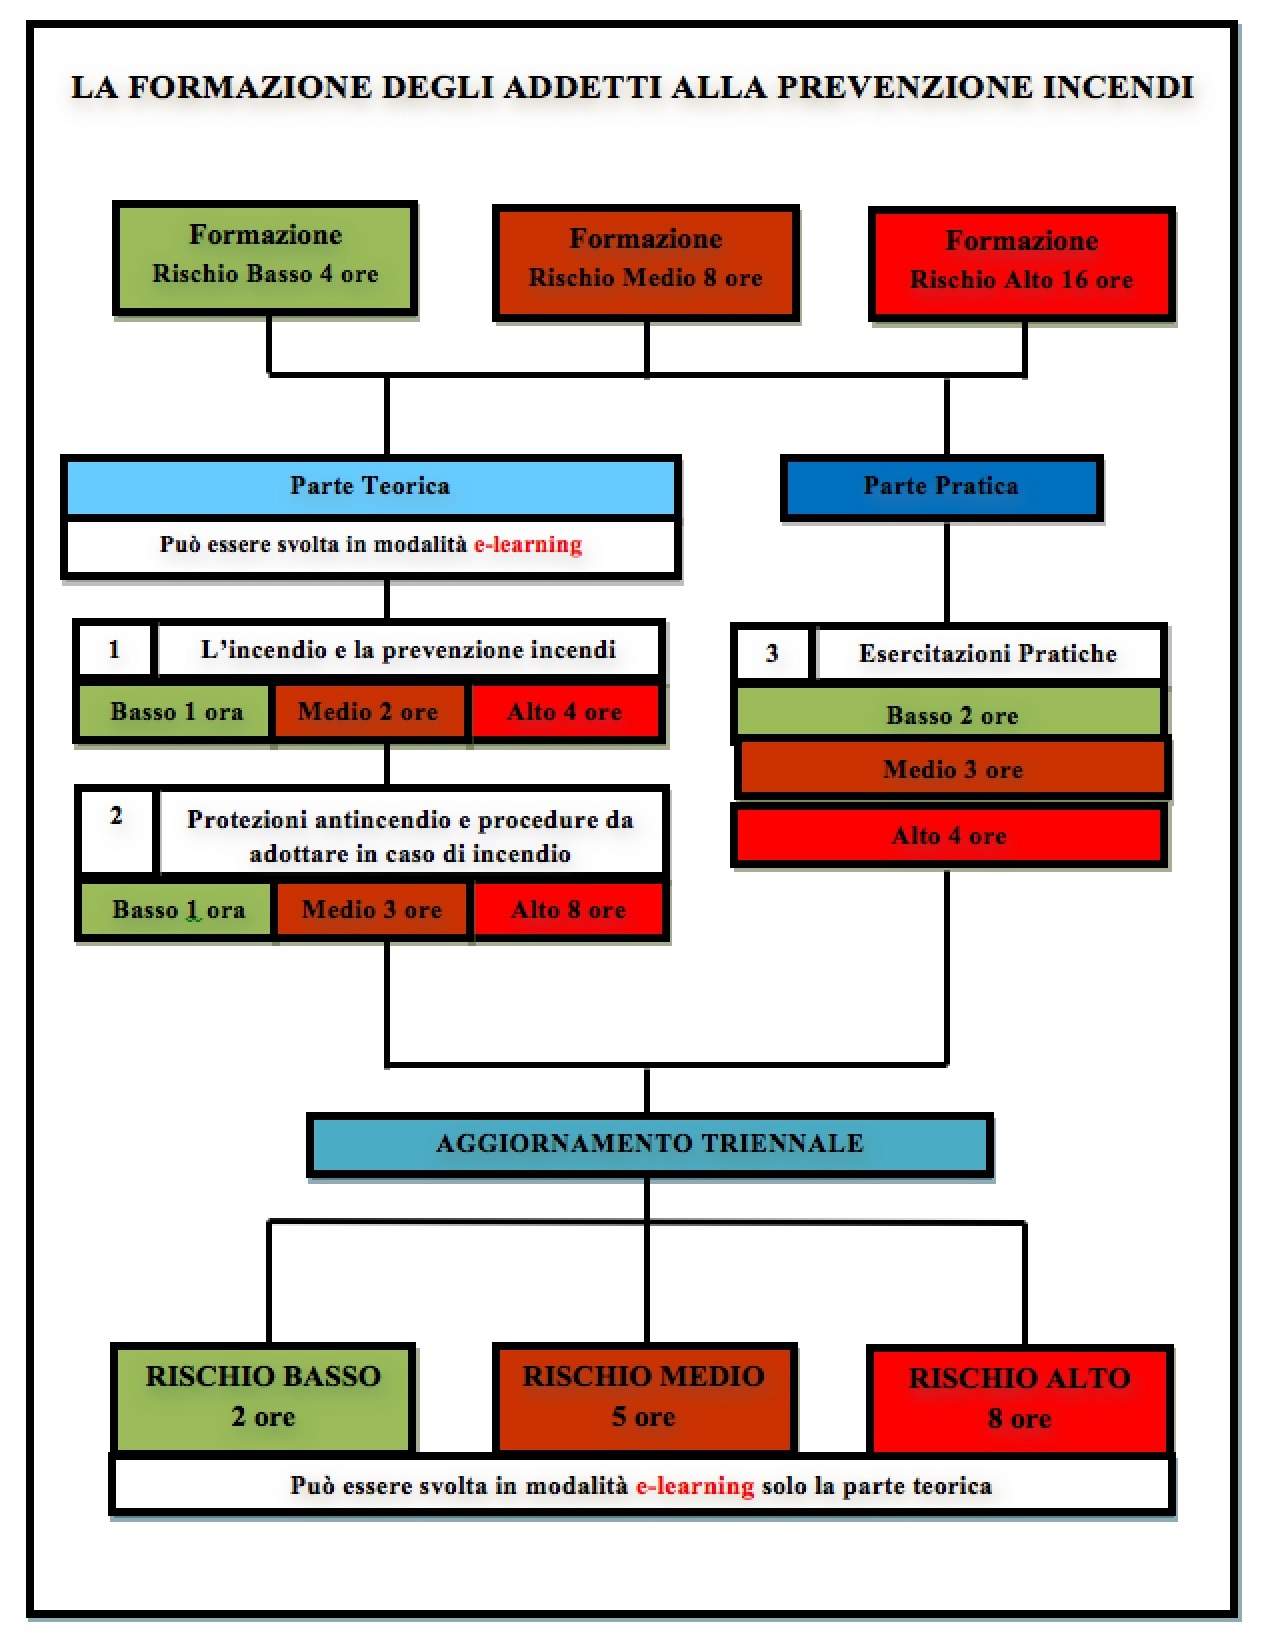 LA FORMAZIONE DEGLI ADDETTI ALLA PREVENZIONE INCENDI
Formazione
Rischio Basso 4 ore
Formazione
Rischio Medio 8 ore
Formazione
Rischio Alto 16 ore
Parte Teorica
Può essere svolta in modalità e-learning
Parte Pratica
1
L’incendio e la prevenzione incendi
Basso 1 ora
Medio 2 ore
Alto 4 ore
2
Protezioni antincendio e procedure da
adottare in caso di incendio
Basso 1 ora
Medio 3 ore
Alto 8 ore
3
Esercitazioni Pratiche
Basso 2 ore
Medio 3 ore
Alto 4 ore
AGGIORNAMENTO TRIENNALE
RISCHIO BASSO
2 ore
RISCHIO MEDIO
5 ore
RISCHIO ALTO
8 ore
Può essere svolta in modalità e-learning solo la parte teorica